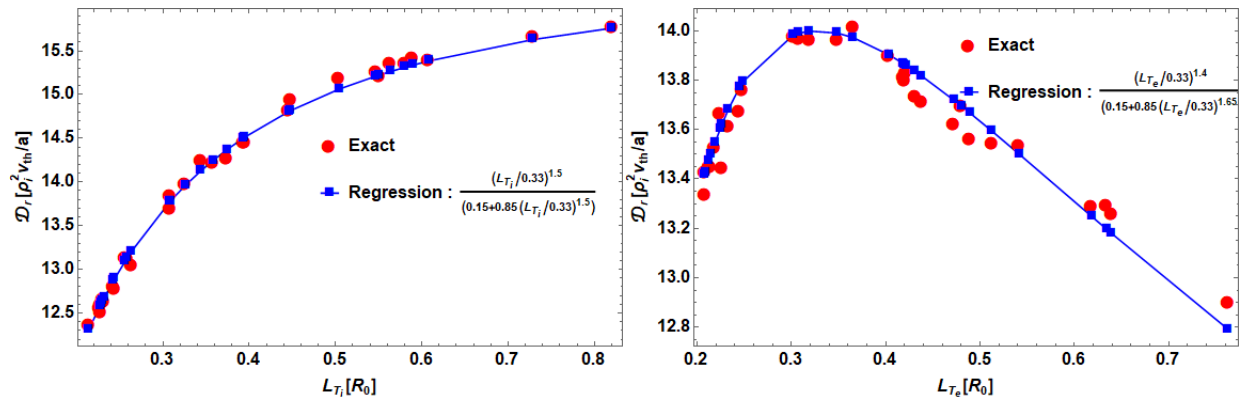 𝒟r [ρi^2 vth/a]
15.5
15.0
14.5
14.0
13.5
13.0
12.5
Exact
Regression : (LTi/0.33)^1.5 / (0.15+0.85 (LTi/0.33)^1.5)
0.3 0.4 0.5 0.6 0.7 0.8
LTi [R0]
𝒟r [ρi^2 vth/a]
14.0
13.8
13.6
13.4
13.2
13.0
12.8
Exact
Regression : (LTe/0.33)^1.4 / (0.15+0.85 (LTe/0.33)^1.65
0.2 0.3 0.4 0.5 0.6 0.7
LTe [R0]